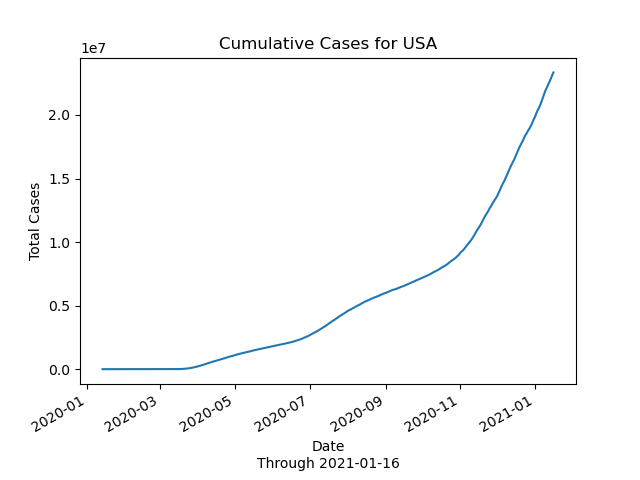 Cumulative Cases for USA
1e7
2.0
1.5
1.0
0.5
0.0
Total Cases
2020-01
2020-03
2020-05
2020-07
2020-09
2020-11
2021-01
Date
Through 2021-01-16